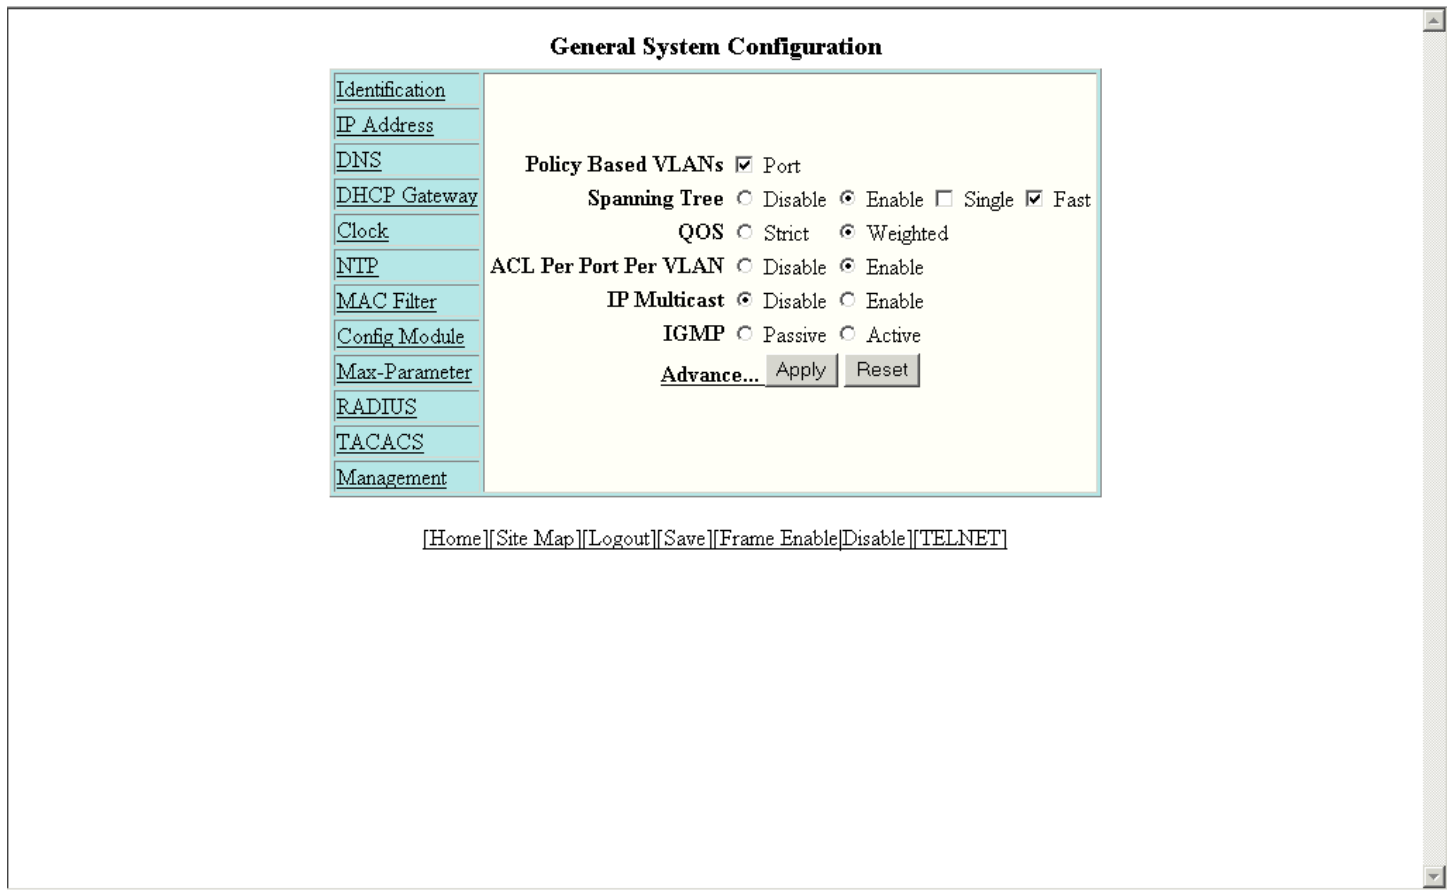 General System Configuration
Identification
IP Address
DNS
DHCP Gateway
Clock
NTP
MAC Filter
Config Module
Max-Parameter
RADIUS
TACACS
Management
Policy Based VLANs Port
Spanning Tree Disable Enable Single Fast
QOS Strict Weighted
ACL Per Port Per VLAN Disable Enable
IP Multicast Disable Enable
IGMP Passive Active
Advance... Apply Reset
[Home][Site Map][Logout][Save][Frame Enable|Disable][TELNET]